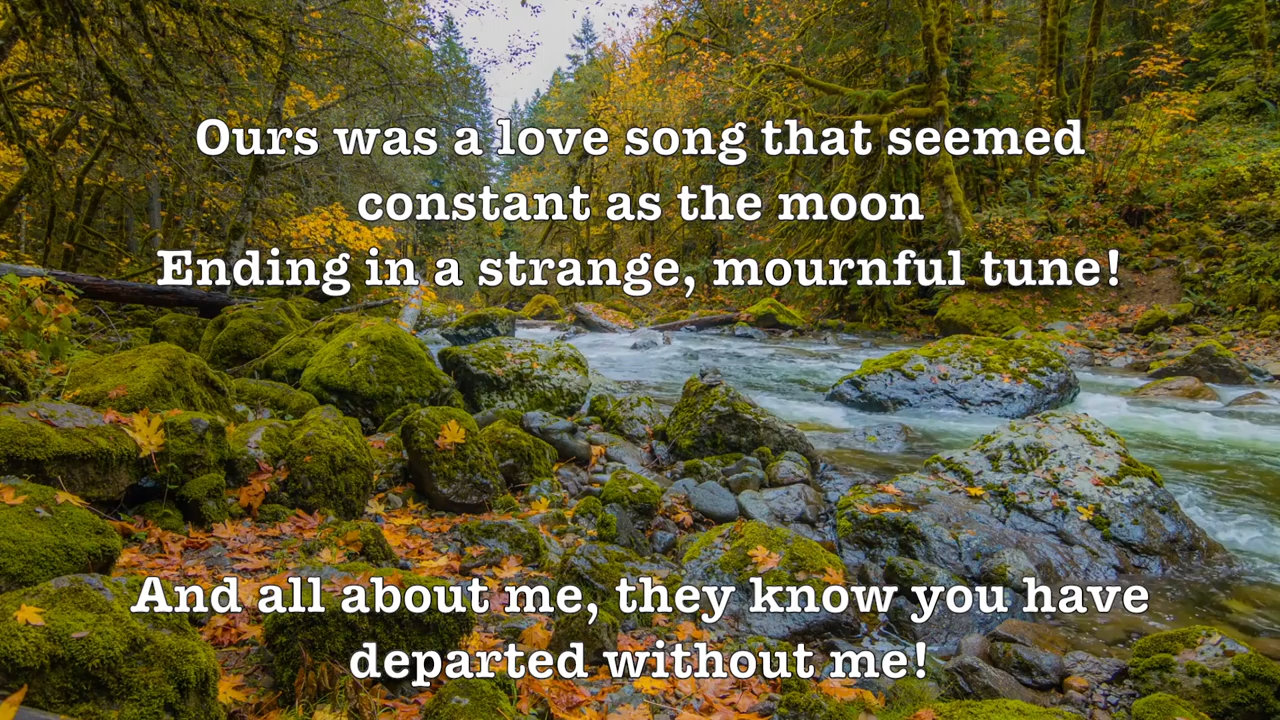 Ours was a love song that seemed
constant as the moon
Ending in a strange, mournful tune!
And all about me, they know you have
departed without me!